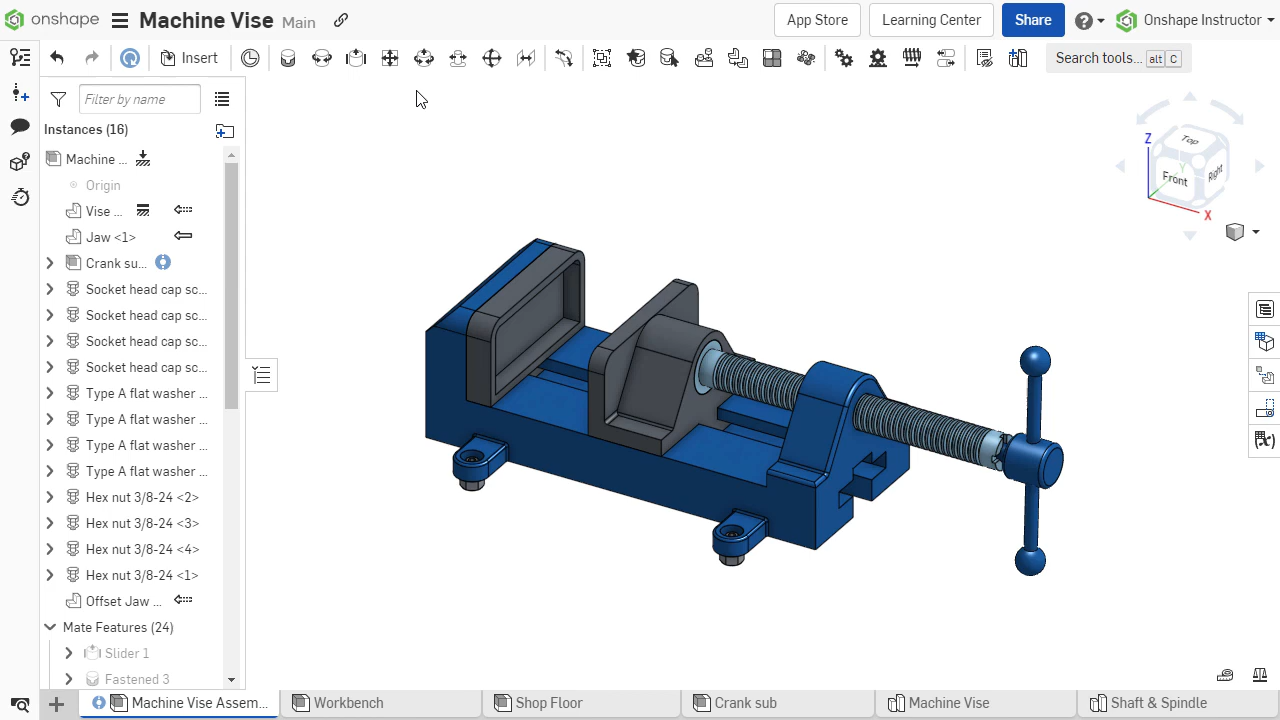 onshape Machine Vise Main App Store Learning Center Share Onshape Instructor
Insert Search tools... alt C
Filter by name
Instances (16)
Machine ...
Origin
Vise ...
Jaw <1>
Crank su...
Socket head cap sc...
Socket head cap sc...
Socket head cap sc...
Socket head cap sc...
Type A flat washer ...
Type A flat washer ...
Type A flat washer ...
Type A flat washer ...
Hex nut 3/8-24 <2>
Hex nut 3/8-24 <3>
Hex nut 3/8-24 <4>
Hex nut 3/8-24 <1>
Offset Jaw ...
Mate Features (24)
Slider 1
Fastened 3
Z
Top
Y
Front
Right
X
(x)
Machine Vise Assem... Workbench Shop Floor Crank sub Machine Vise Shaft & Spindle